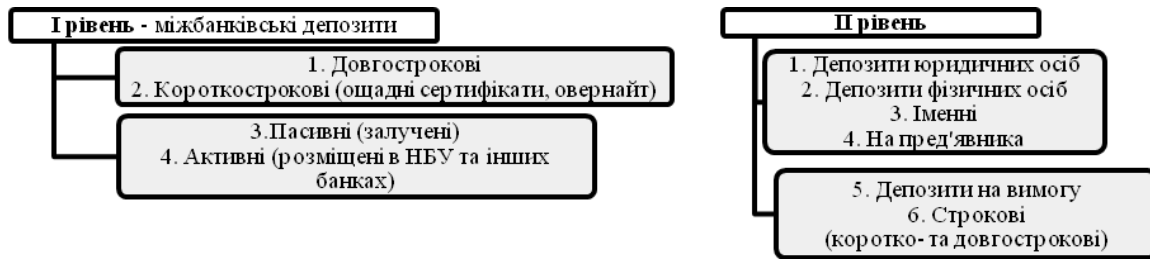 І рівень - міжбанківські депозити
1. Довгострокові
2. Короткострокові (ощадні сертифікати, овернайт)
3.Пасивні (залучені)
4. Активні (розміщені в НБУ та інших
банках)
ІІ рівень
1. Депозити юридичних осіб
2. Депозити фізичних осіб
3. Іменні
4. На пред'явника
5. Депозити на вимогу
6. Строкові
(коротко- та довгострокові)